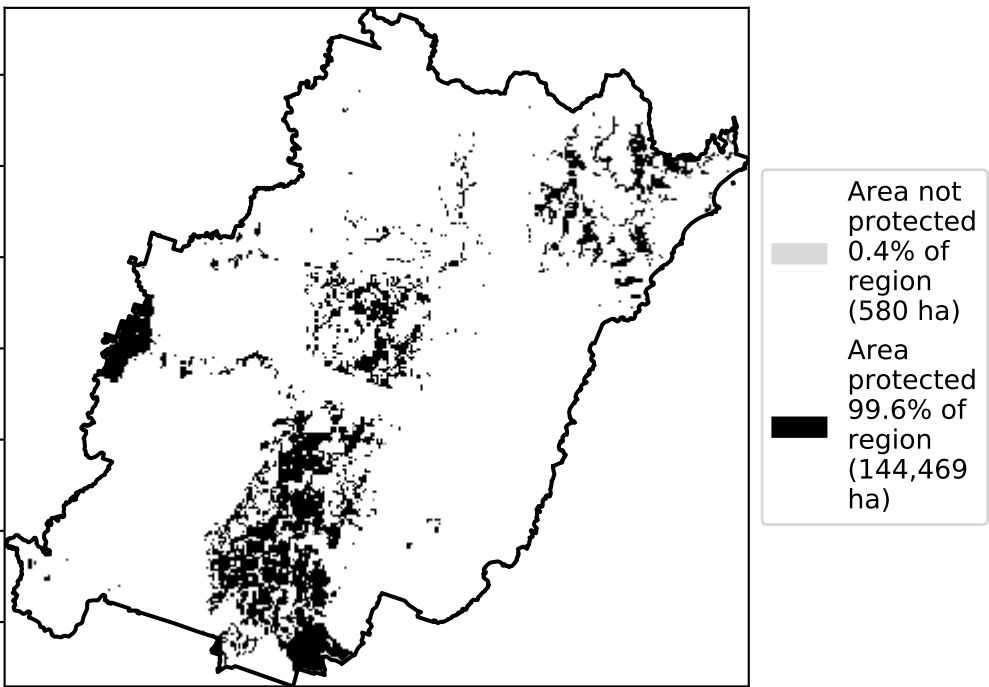 Area not
protected
0.4% of
region
(580 ha)
Area
protected
99.6% of
region
(144,469
ha)